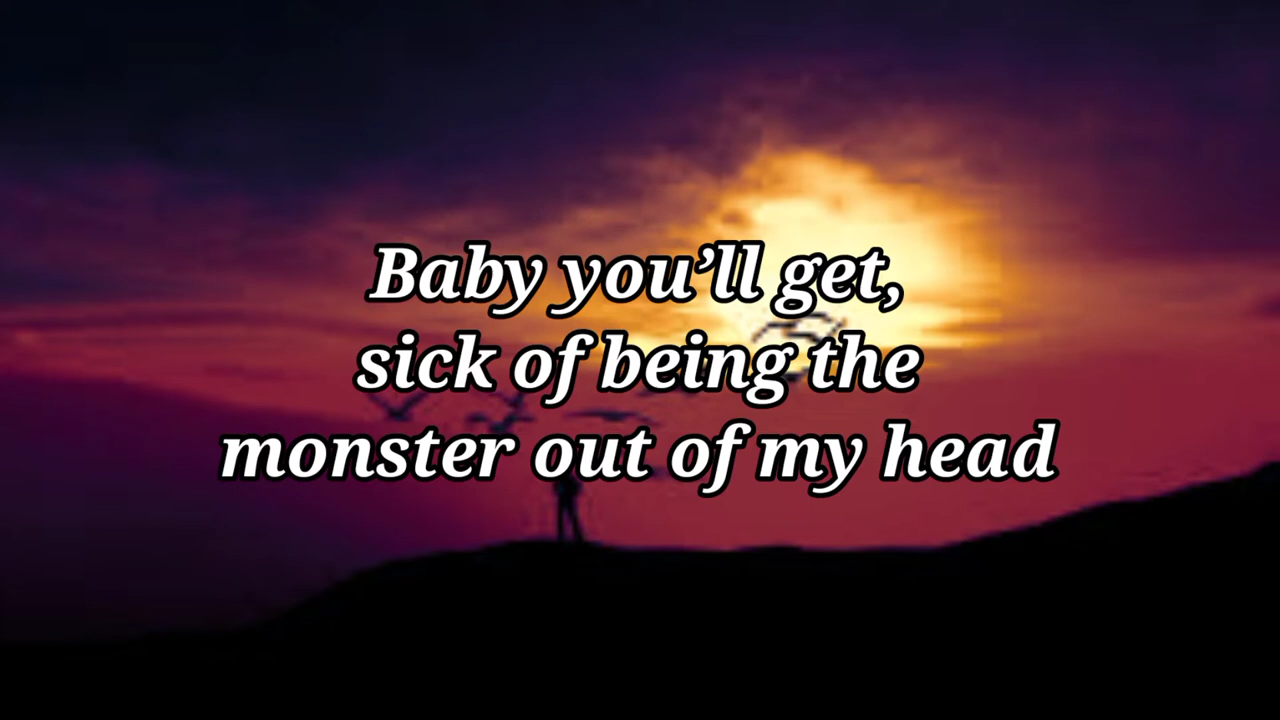 Baby you’ll get,
sick of being the
monster out of my head